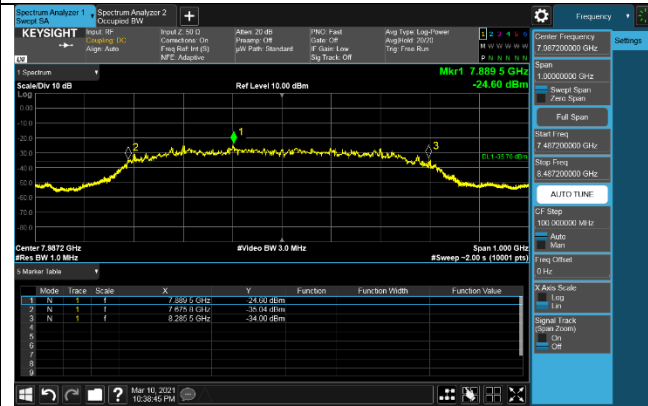 Spectrum Analyzer 1
Swept SA
Spectrum Analyzer 2
Occupied BW
+
Frequency
KEYSIGHT
Input: RF
Coupling: DC
Align: Auto
Input Z: 50 Ω
Corrections: On
Freq Ref: Int (S)
NFE: Adaptive
Atten: 20 dB
Preamp: Off
µW Path: Standard
PNO: Fast
Gate: Off
IF Gain: Low
Sig Track: Off
Avg Type: Log-Power
Avg|Hold: 20/20
Trig: Free Run
1 2 3 4 5 6
M W W W W W
P N N N N N
1 Spectrum
Scale/Div 10 dB
Ref Level 10.00 dBm
Mkr1 7.889 5 GHz
-24.60 dBm
Log
0.00
-10.0
-20.0
-30.0
-40.0
-50.0
-60.0
-70.0
-80.0
1
2
3
Center 7.9872 GHz
#Res BW 1.0 MHz
#Video BW 3.0 MHz
Span 1.000 GHz
#Sweep ~2.00 s (10001 pts)
5 Marker Table
Mode Trace Scale X Y Function Function Width Function Value
1 N 1 f 7.889 5 GHz -24.60 dBm
2 N 1 f 7.675 8 GHz -35.04 dBm
3 N 1 f 8.285 5 GHz -34.00 dBm
4
5
6
7
8
9
Mar 10, 2021
10:38:45 PM
Settings
Center Frequency
7.987200000 GHz
Span
1.00000000 GHz
Swept Span
Zero Span
Full Span
Start Freq
7.487200000 GHz
Stop Freq
8.487200000 GHz
AUTO TUNE
CF Step
100.000000 MHz
Auto
Man
Freq Offset
0 Hz
X Axis Scale
Log
Lin
Signal Track
(Span Zoom)
On
Off